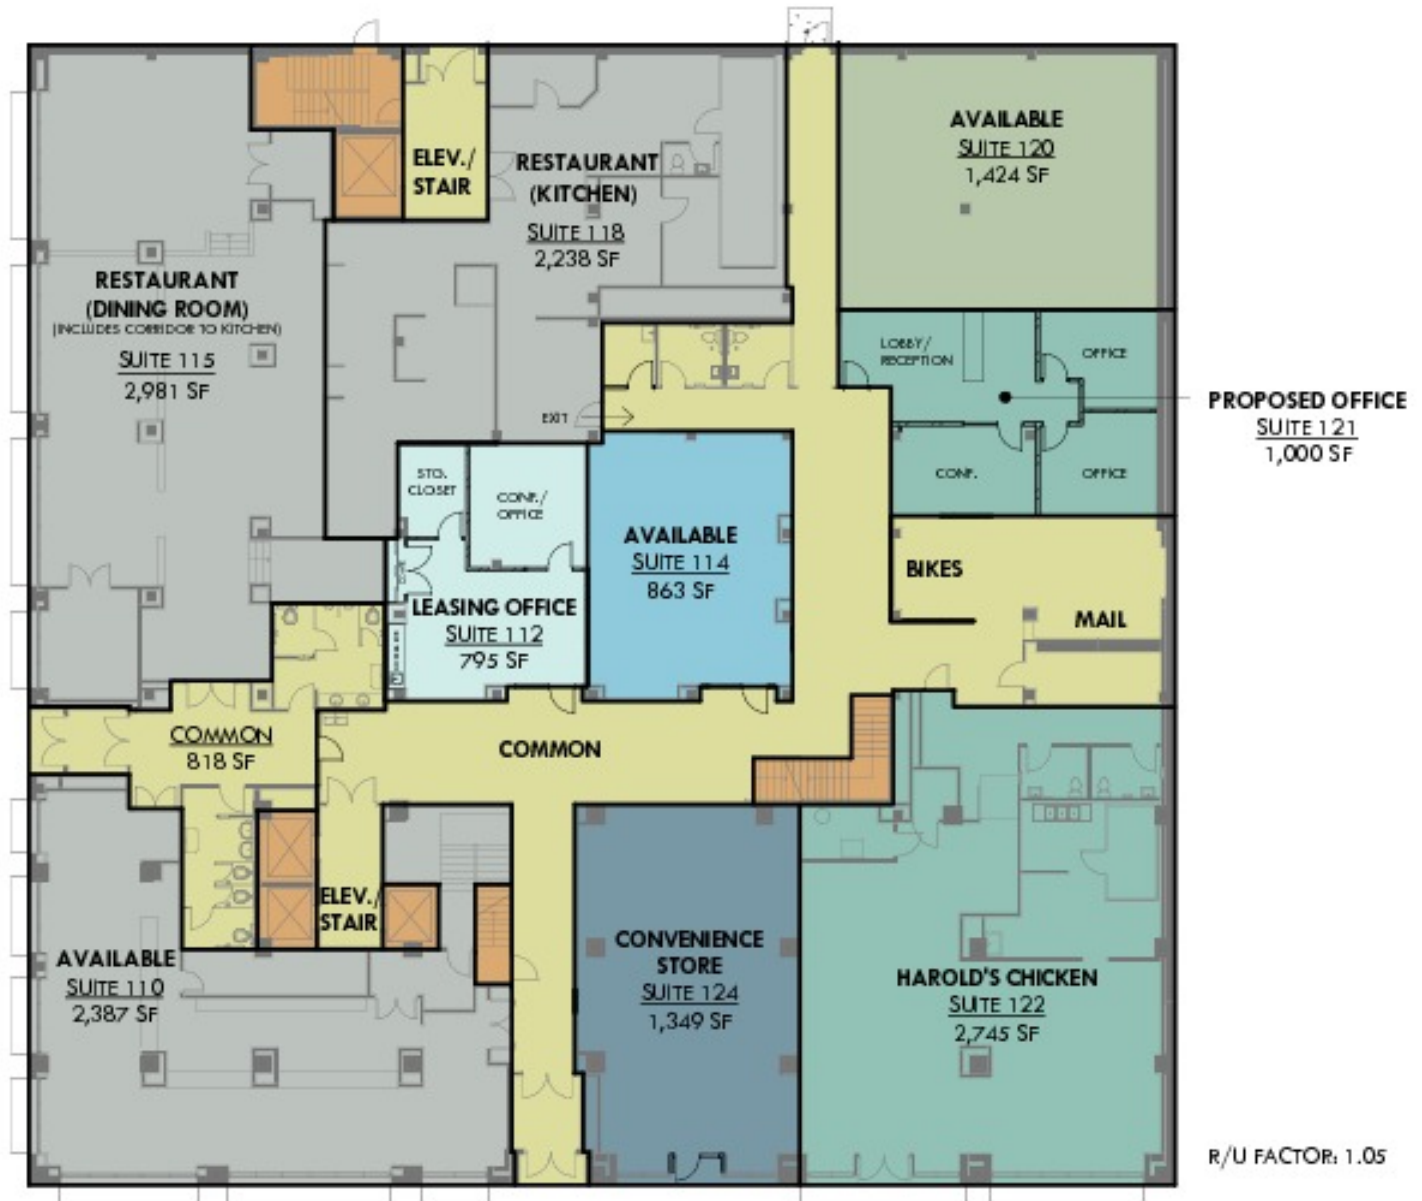 ELEV./
STAIR
RESTAURANT
(KITCHEN)
SUITE 118
2,238 SF
AVAILABLE
SUITE 120
1,424 SF
RESTAURANT
(DINING ROOM)
(INCLUDES CORRIDOR TO KITCHEN)
SUITE 115
2,981 SF
LOBBY/
RECEPTION
OFFICE
PROPOSED OFFICE
SUITE 121
1,000 SF
EXIT
CONF.
OFFICE
STO.
CLOSET
CONF./
OFFICE
AVAILABLE
SUITE 114
863 SF
LEASING OFFICE
SUITE 112
795 SF
BIKES
MAIL
COMMON
818 SF
COMMON
ELEV./
STAIR
AVAILABLE
SUITE 110
2,387 SF
CONVENIENCE
STORE
SUITE 124
1,349 SF
HAROLD'S CHICKEN
SUITE 122
2,745 SF
R/U FACTOR: 1.05